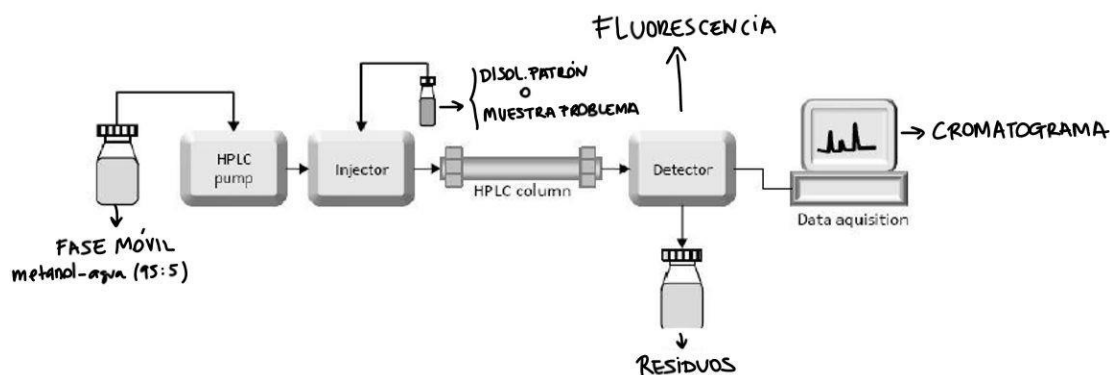 FLUORESCENCIA
DISOL. PATRÓN
O
MUESTRA PROBLEMA
HPLC
pump
Injector
HPLC column
Detector
CROMATOGRAMA
Data aquisition
FASE MÓVIL
metanol-agua (95:5)
RESIDUOS